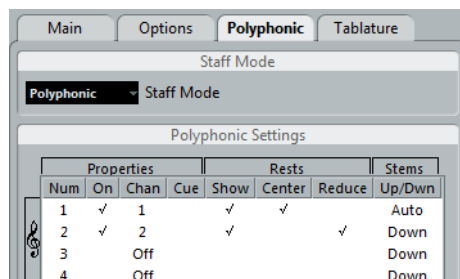 Main Options Polyphonic Tablature
Staff Mode
Polyphonic Staff Mode
Polyphonic Settings
Properties Rests Stems
Num On Chan Cue Show Center Reduce Up/Dwn
1 √ 1 √ √ Auto
2 √ 2 √ √ Down
3 Off Down
4 Off Down